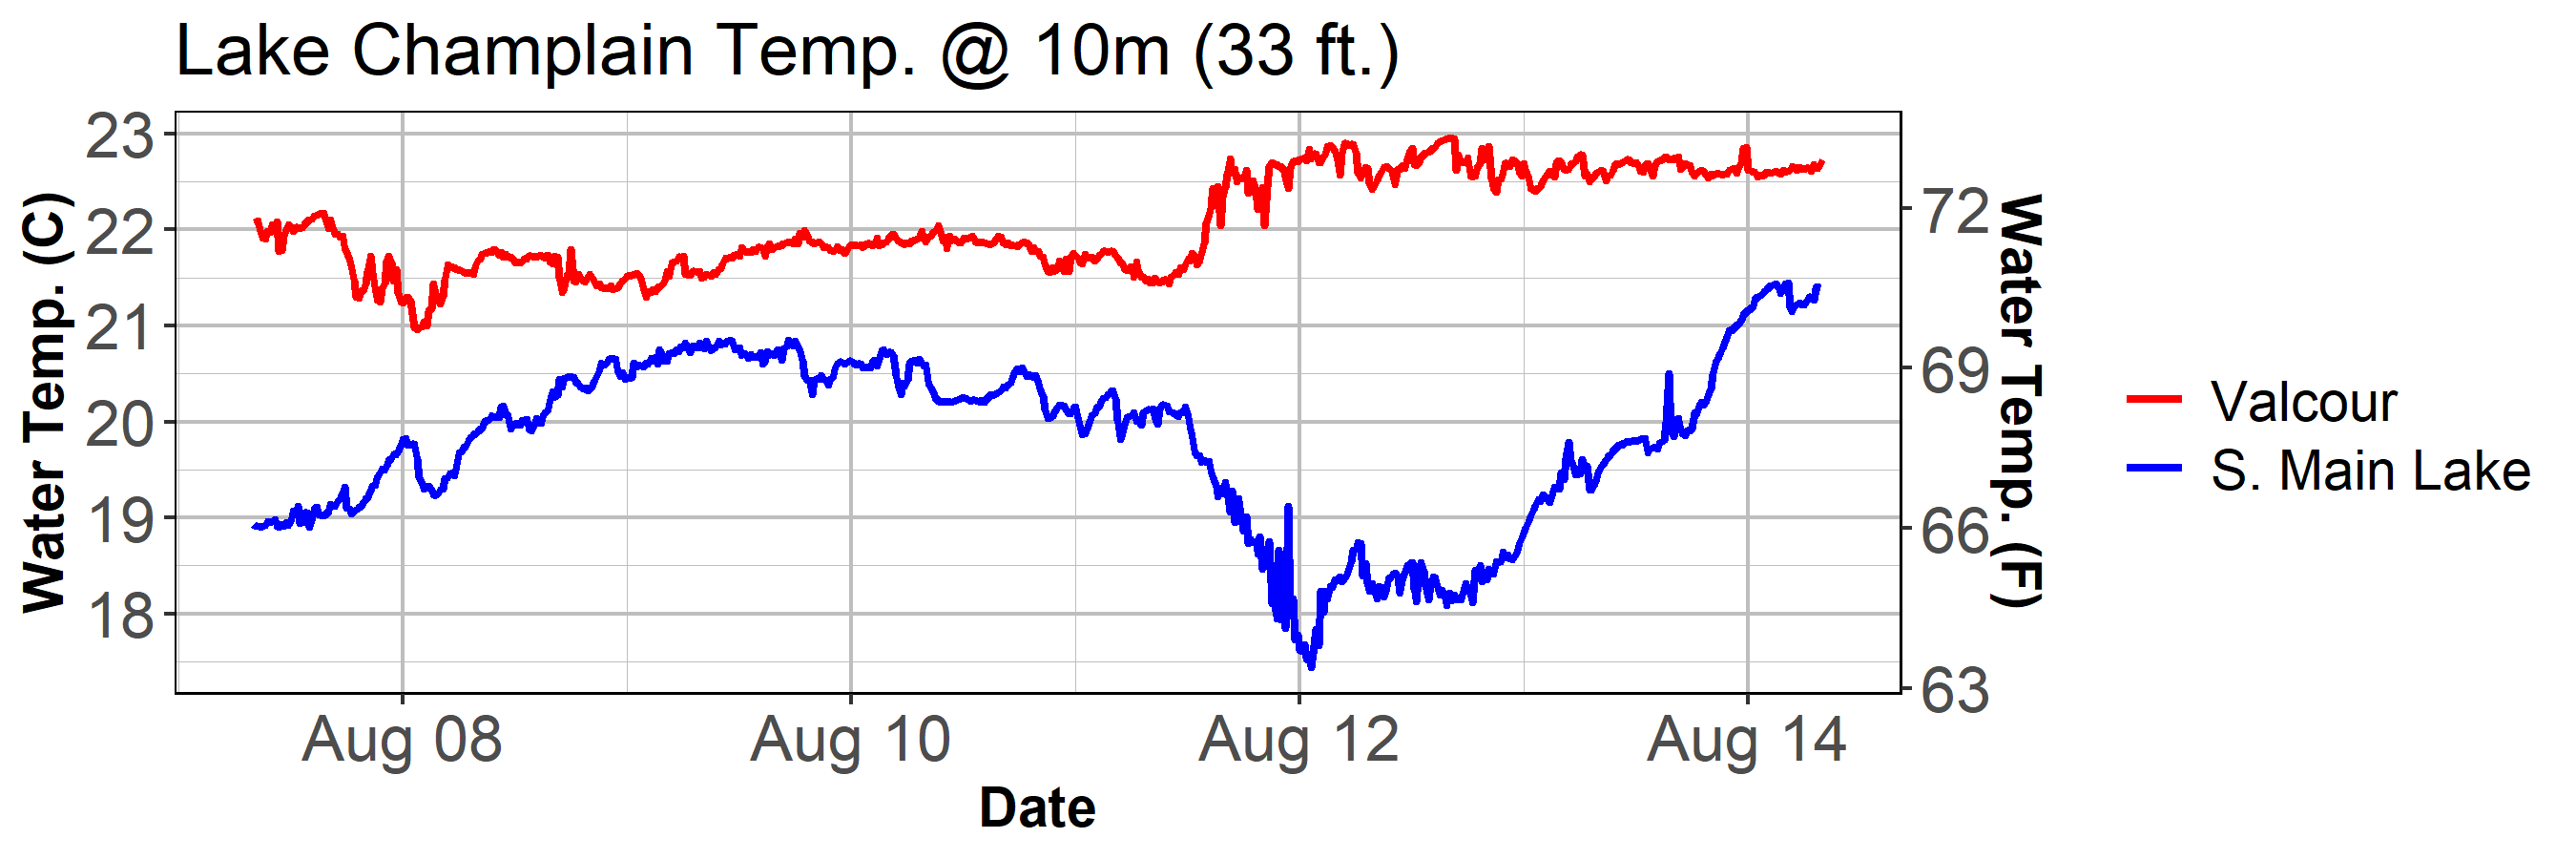 Lake Champlain Temp. @ 10m (33 ft.)
Water Temp. (C)
23
22
21
20
19
18
72
69
66
63
Water Temp. (F)
Aug 08
Aug 10
Aug 12
Aug 14
Date
Valcour
S. Main Lake